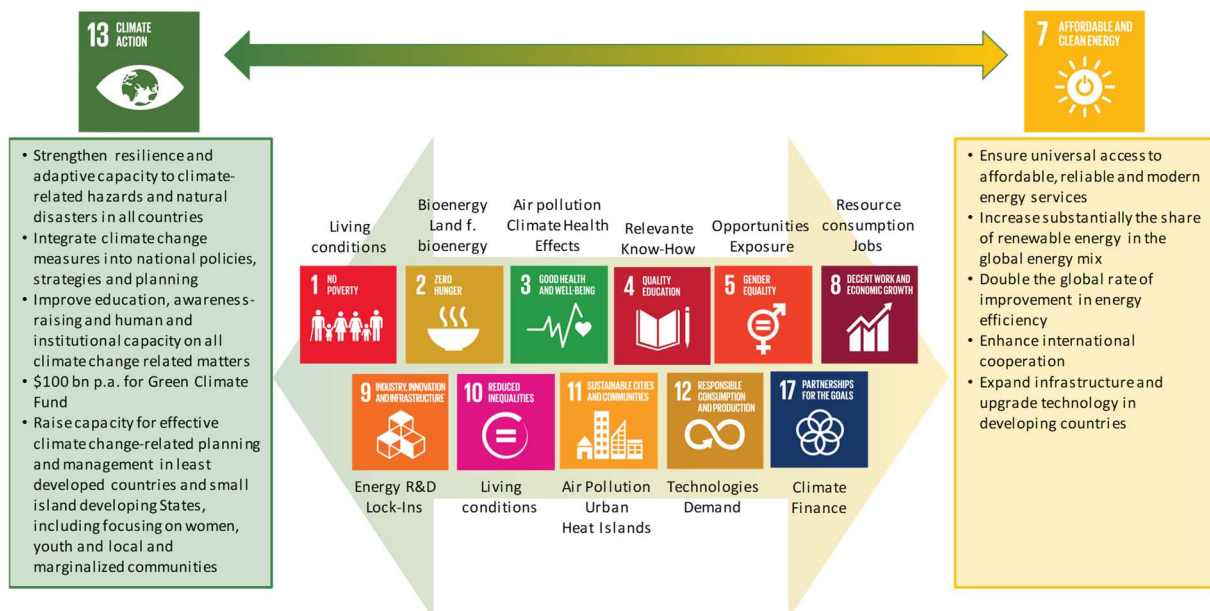 13 CLIMATE
ACTION
7 AFFORDABLE AND
CLEAN ENERGY
• Strengthen resilience and
adaptive capacity to climate-
related hazards and natural
disasters in all countries
• Integrate climate change
measures into national policies,
strategies and planning
• Improve education, awareness-
raising and human and
institutional capacity on all
climate change related matters
• $100 bn p.a. for Green Climate
Fund
• Raise capacity for effective
climate change-related planning
and management in least
developed countries and small
island developing States,
including focusing on women,
youth and local and
marginalized communities
Living
conditions
Bioenergy
Land f.
bioenergy
Air pollution
Climate Health
Effects
Relevante
Know-How
Opportunities
Exposure
Resource
consumption
Jobs
1 NO
POVERTY
2 ZERO
HUNGER
3 GOOD HEALTH
AND WELL-BEING
4 QUALITY
EDUCATION
5 GENDER
EQUALITY
8 DECENT WORK AND
ECONOMIC GROWTH
9 INDUSTRY, INNOVATION
AND INFRASTRUCTURE
10 REDUCED
INEQUALITIES
11 SUSTAINABLE CITIES
AND COMMUNITIES
12 RESPONSIBLE
CONSUMPTION
AND PRODUCTION
17 PARTNERSHIPS
FOR THE GOALS
Energy R&D
Lock-Ins
Living
conditions
Air Pollution
Urban
Heat Islands
Technologies
Demand
Climate
Finance
• Ensure universal access to
affordable, reliable and modern
energy services
• Increase substantially the share
of renewable energy in the
global energy mix
• Double the global rate of
improvement in energy
efficiency
• Enhance international
cooperation
• Expand infrastructure and
upgrade technology in
developing countries